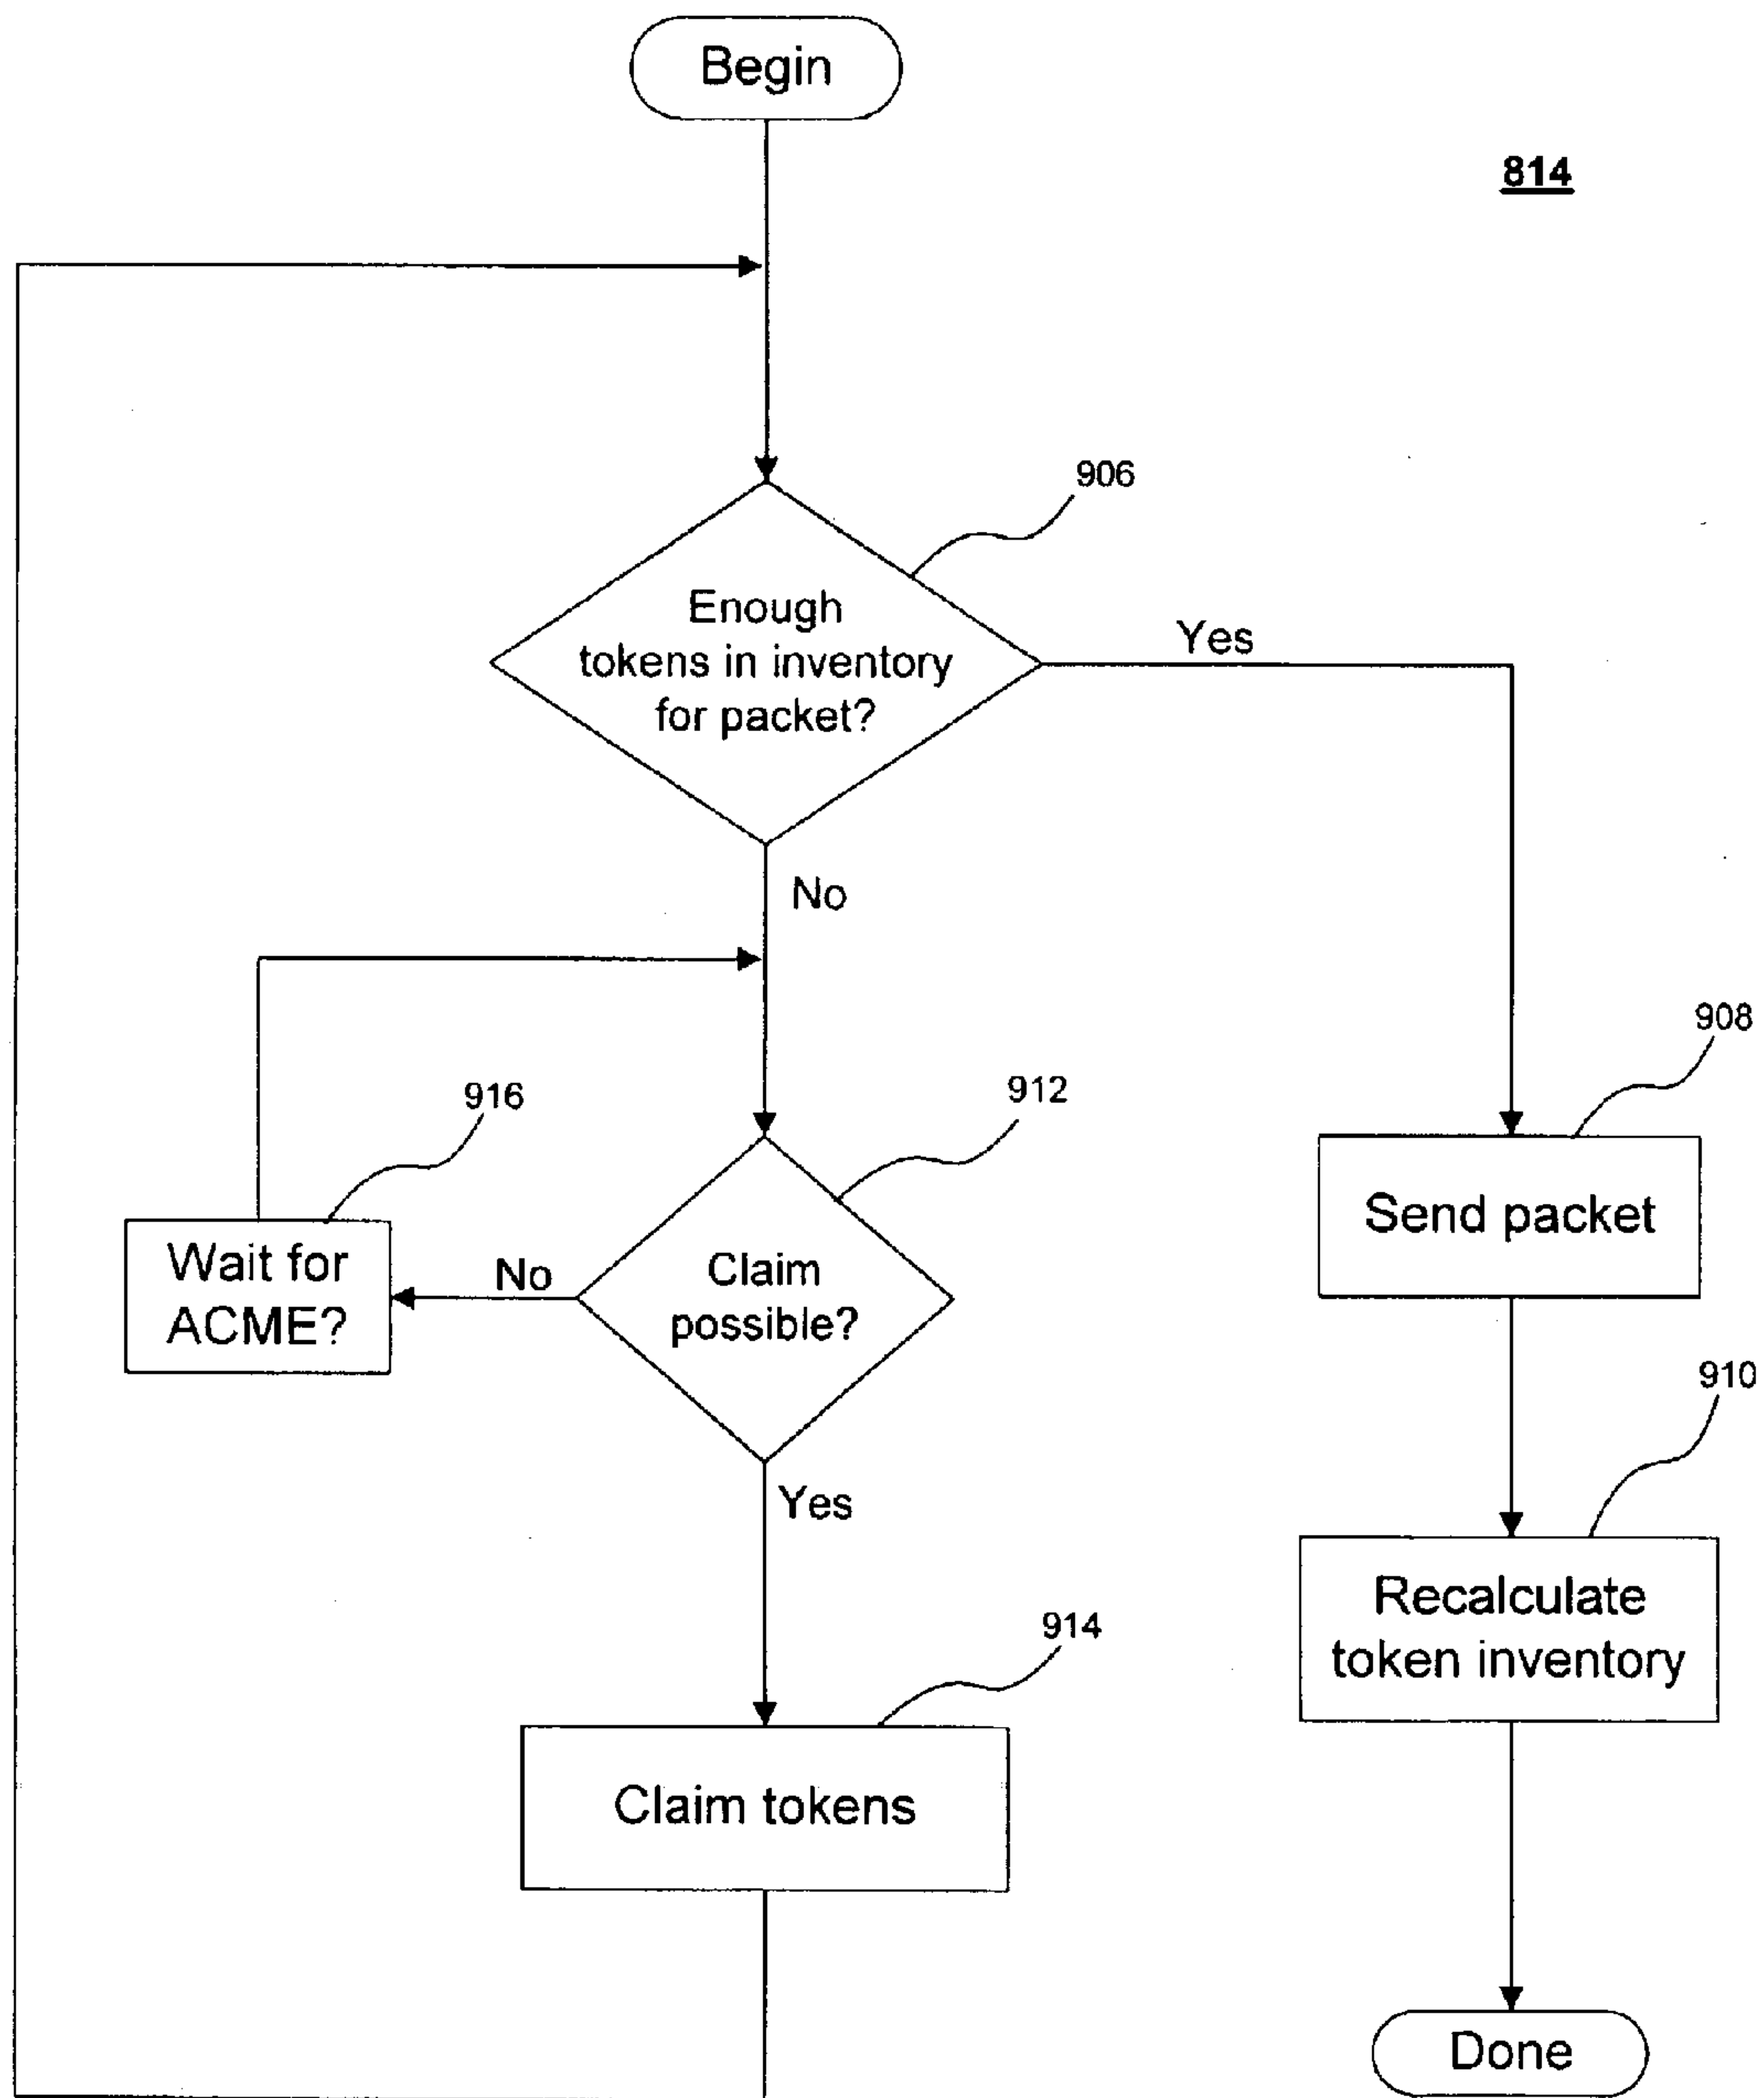 Begin
814
906
Enough
tokens in inventory
for packet?
Yes
No
908
912
916
Send packet
Wait for
ACME?
No
Claim
possible?
910
Yes
Recalculate
token inventory
914
Claim tokens
Done